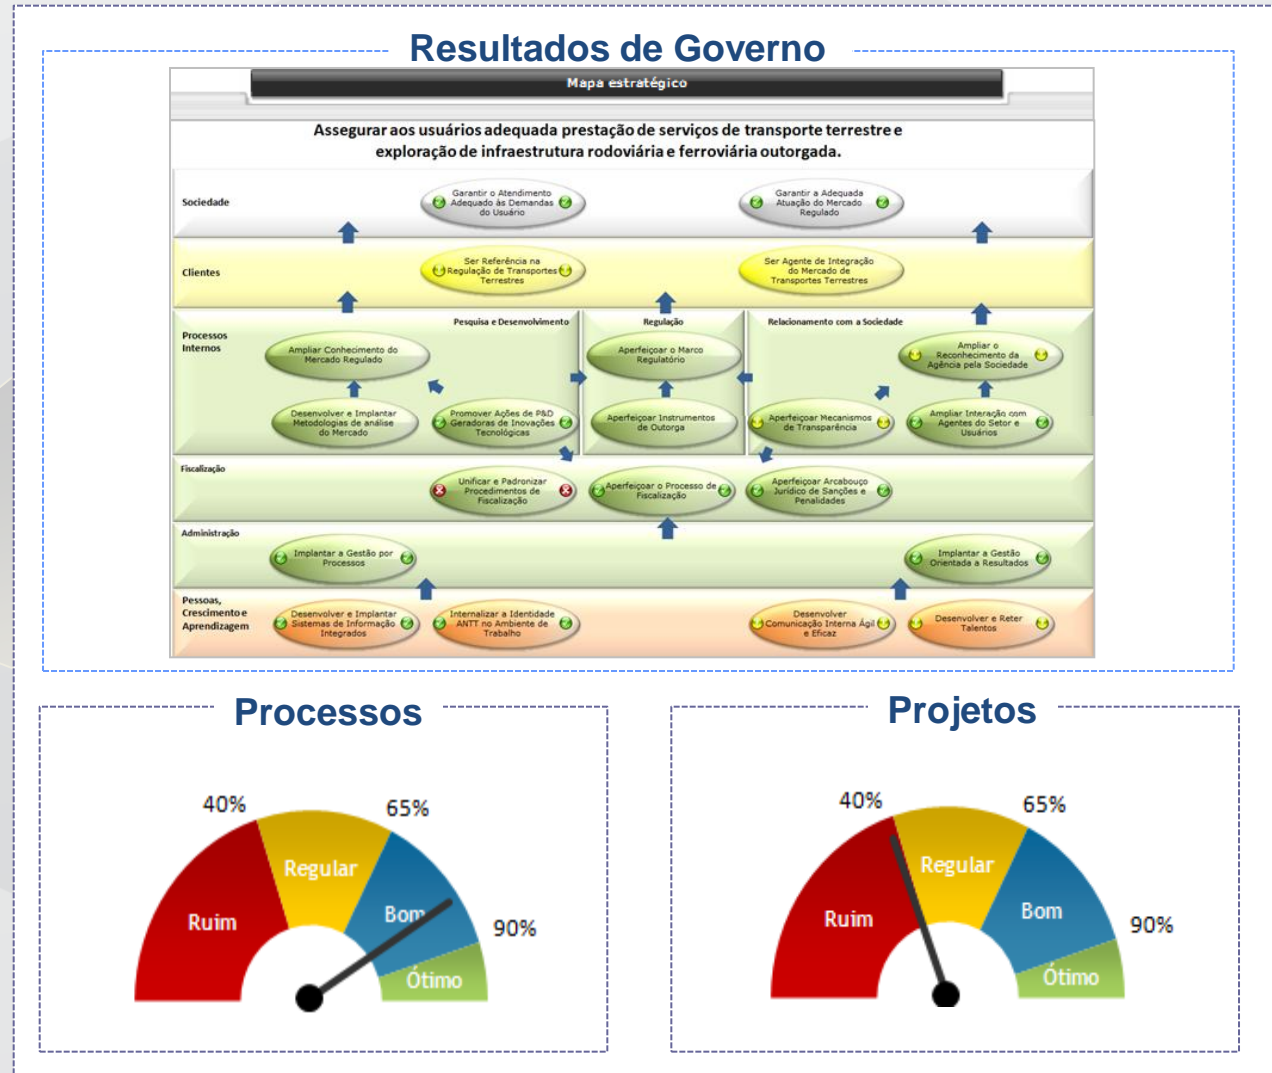 Resultados de Governo
Mapa estratégico
Assegurar aos usuários adequada prestação de serviços de transporte terrestre e
exploração de infraestrutura rodoviária e ferroviária outorgada.
Sociedade
Garantir o Atendimento
Adequado às Demandas
do Usuário
Garantir a Adequada
Atuação do Mercado
Regulado
Clientes
Ser Referência na
Regulação de Transportes
Terrestres
Ser Agente de Integração
do Mercado de
Transportes Terrestres
Processos
Internos
Pesquisa e Desenvolvimento
Regulação
Relacionamento com a Sociedade
Ampliar Conhecimento do
Mercado Regulado
Aperfeiçoar o Marco
Regulatório
Ampliar o
Reconhecimento da
Agência pela Sociedade
Desenvolver e Implantar
Metodologias de análise
do Mercado
Promover Ações de P&D
Geradoras de Inovações
Tecnológicas
Aperfeiçoar Instrumentos
de Outorga
Aperfeiçoar Mecanismos
de Transparência
Ampliar Interação com
Agentes do Setor e
Usuários
Fiscalização
Unificar e Padronizar
Procedimentos de
Fiscalização
Aperfeiçoar o Processo de
Fiscalização
Aperfeiçoar Arcabouço
Jurídico de Sanções e
Penalidades
Administração
Implantar a Gestão por
Processos
Implantar a Gestão
Orientada a Resultados
Pessoas,
Crescimento e
Aprendizagem
Desenvolver e Implantar
Sistemas de Informação
Integrados
Internalizar a Identidade
ANTT no Ambiente de
Trabalho
Desenvolver
Comunicação Interna Ágil
e Eficaz
Desenvolver e Reter
Talentos
Processos
40%
65%
90%
Ruim
Regular
Bom
Ótimo
Projetos
40%
65%
90%
Ruim
Regular
Bom
Ótimo